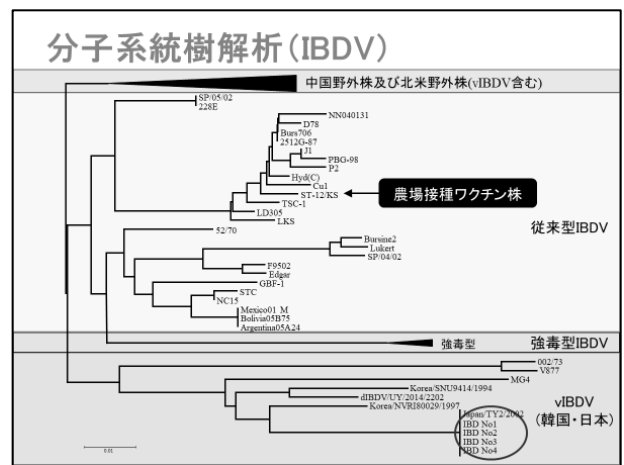 分子系統樹解析(IBDV)
中国野外株及び北米野外株(vIBDV含む)
SP/05/02
228E
NN040131
D78
Burs706
2512G-87
J1
PBG-98
P2
Hyd(C)
Cu1
ST-12/KS
農場接種ワクチン株
TSC-1
LD305
LKS
従来型IBDV
52/70
Bursine2
Lukert
SP/04/02
F9502
Edgar
GBF-1
STC
NC15
Mexico01_M
Bolivia05B75
Argentina05A24
強毒型
強毒型IBDV
002/73
V877
MG4
Korea/SNU9414/1994
dIBDV/UY/2014/2202
Korea/NVRI80029/1997
vIBDV
(韓国・日本)
Japan/TY2/2002
IBD No1
IBD No2
IBD No3
IBD No4
0.01